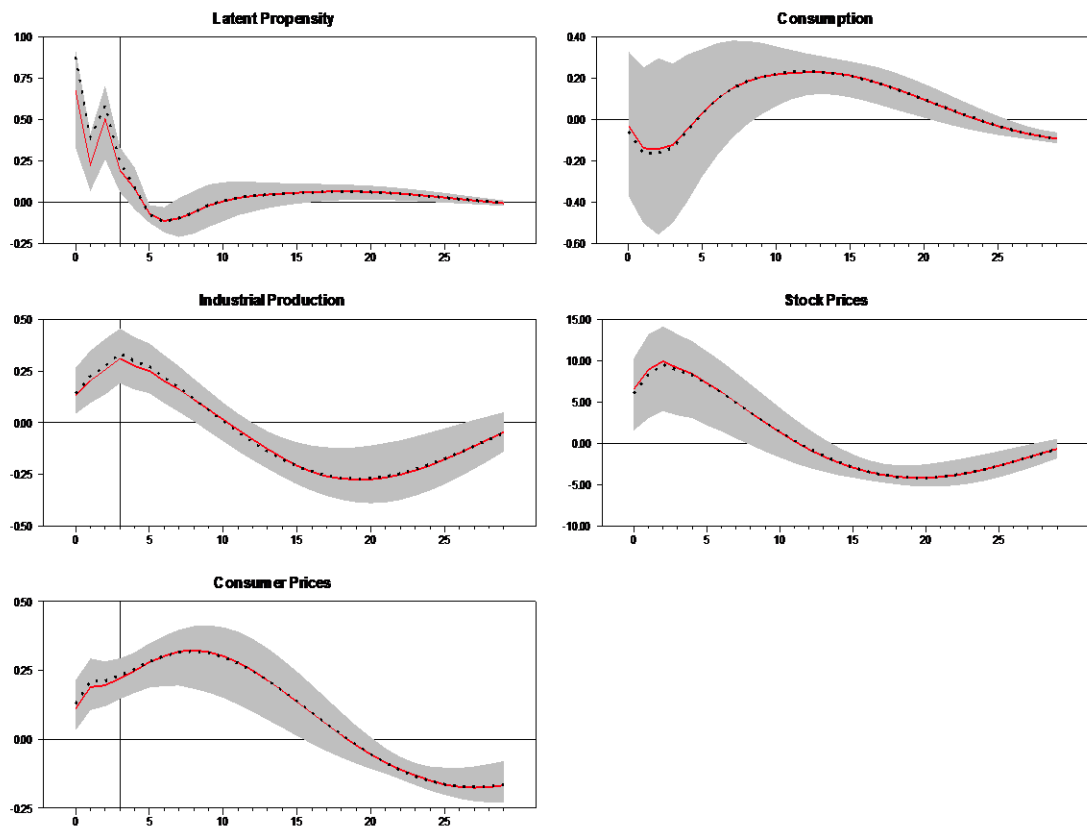 Latent Propensity
1.00
0.75
0.50
0.25
0.00
-0.25
0 5 10 15 20 25
Consumption
0.40
0.20
0.00
-0.20
-0.40
-0.60
0 5 10 15 20 25
Industrial Production
0.50
0.25
0.00
-0.25
-0.50
0 5 10 15 20 25
Stock Prices
15.00
10.00
5.00
0.00
-5.00
-10.00
0 5 10 15 20 25
Consumer Prices
0.50
0.25
0.00
-0.25
0 5 10 15 20 25